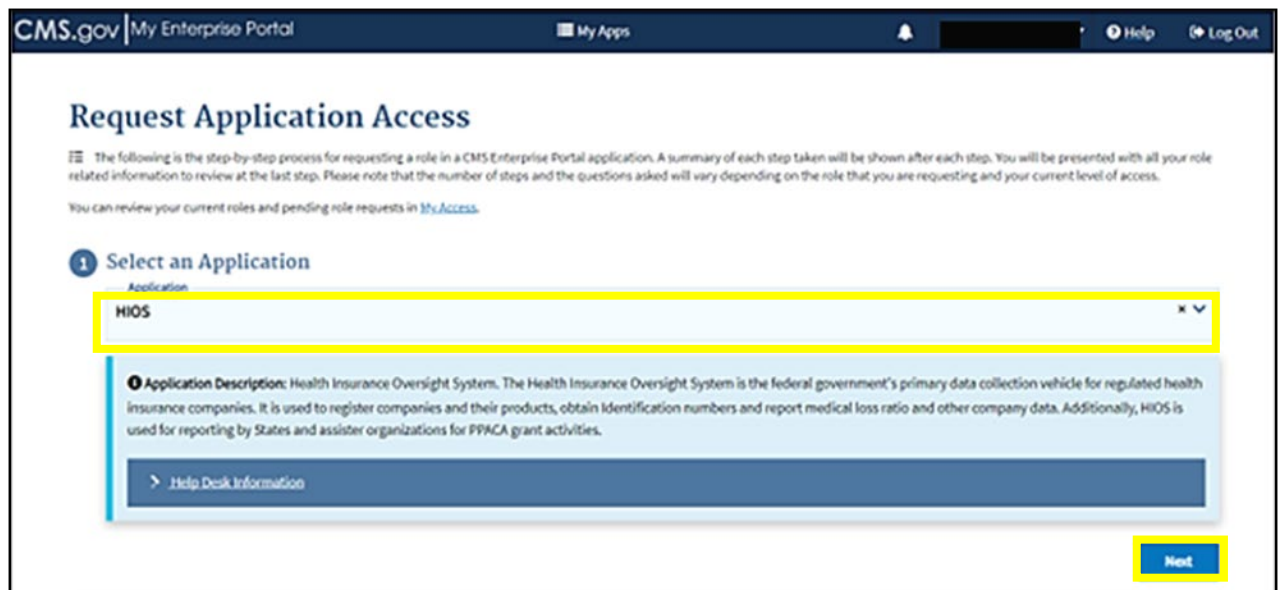 CMS.gov My Enterprise Portal My Apps Help Log Out
Request Application Access
The following is the step-by-step process for requesting a role in a CMS Enterprise Portal application. A summary of each step taken will be shown after each step. You will be presented with all your role
related information to review at the last step. Please note that the number of steps and the questions asked will vary depending on the role that you are requesting and your current level of access.
You can review your current roles and pending role requests in My Access.
1 Select an Application
Application
HIOS
Application Description: Health Insurance Oversight System. The Health Insurance Oversight System is the federal government's primary data collection vehicle for regulated health
insurance companies. It is used to register companies and their products, obtain Identification numbers and report medical loss ratio and other company data. Additionally, HIOS is
used for reporting by States and assister organizations for PPACA grant activities.
Help Desk Information
Next